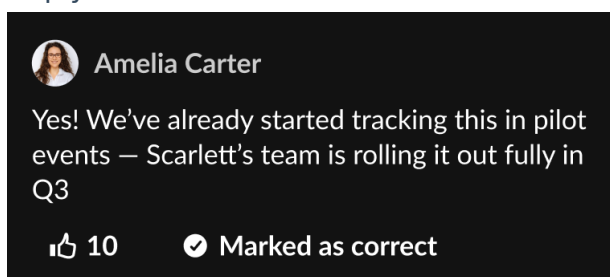 Amelia Carter
Yes! We’ve already started tracking this in pilot
events — Scarlett’s team is rolling it out fully in
Q3
10
Marked as correct